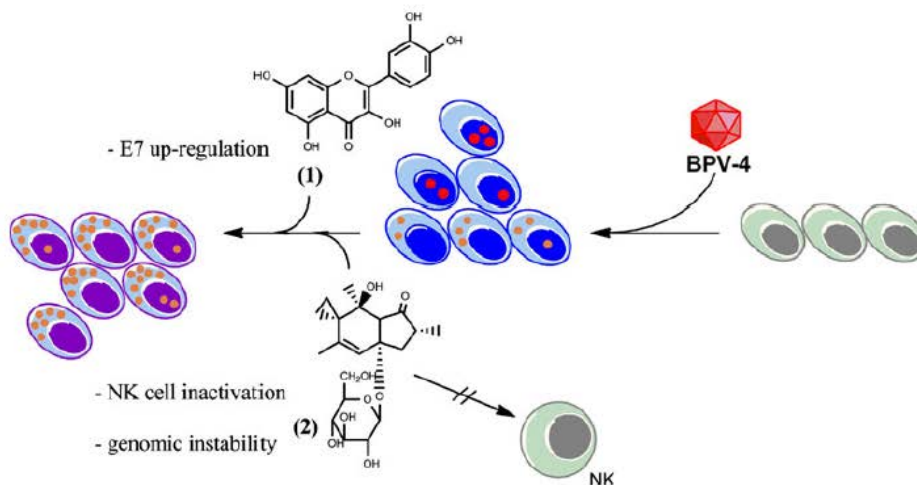 OH
OH
HO
O
OH
OH
O
- E7 up-regulation
(1)
BPV-4
OH
O
CH₂OH
O
O
OH
OH
OH
(2)
- NK cell inactivation
- genomic instability
NK